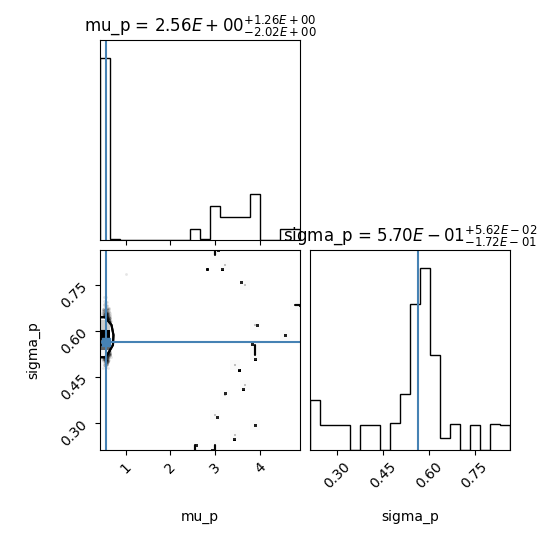 mu_p = 2.56E + 00+1.26E+00 −2.02E+00
sigma_p = 5.70E − 01+5.62E−02 −1.72E−01
0.75
0.60
0.45
0.30
sigma_p
1
2
3
4
mu_p
0.30
0.45
0.60
0.75
sigma_p